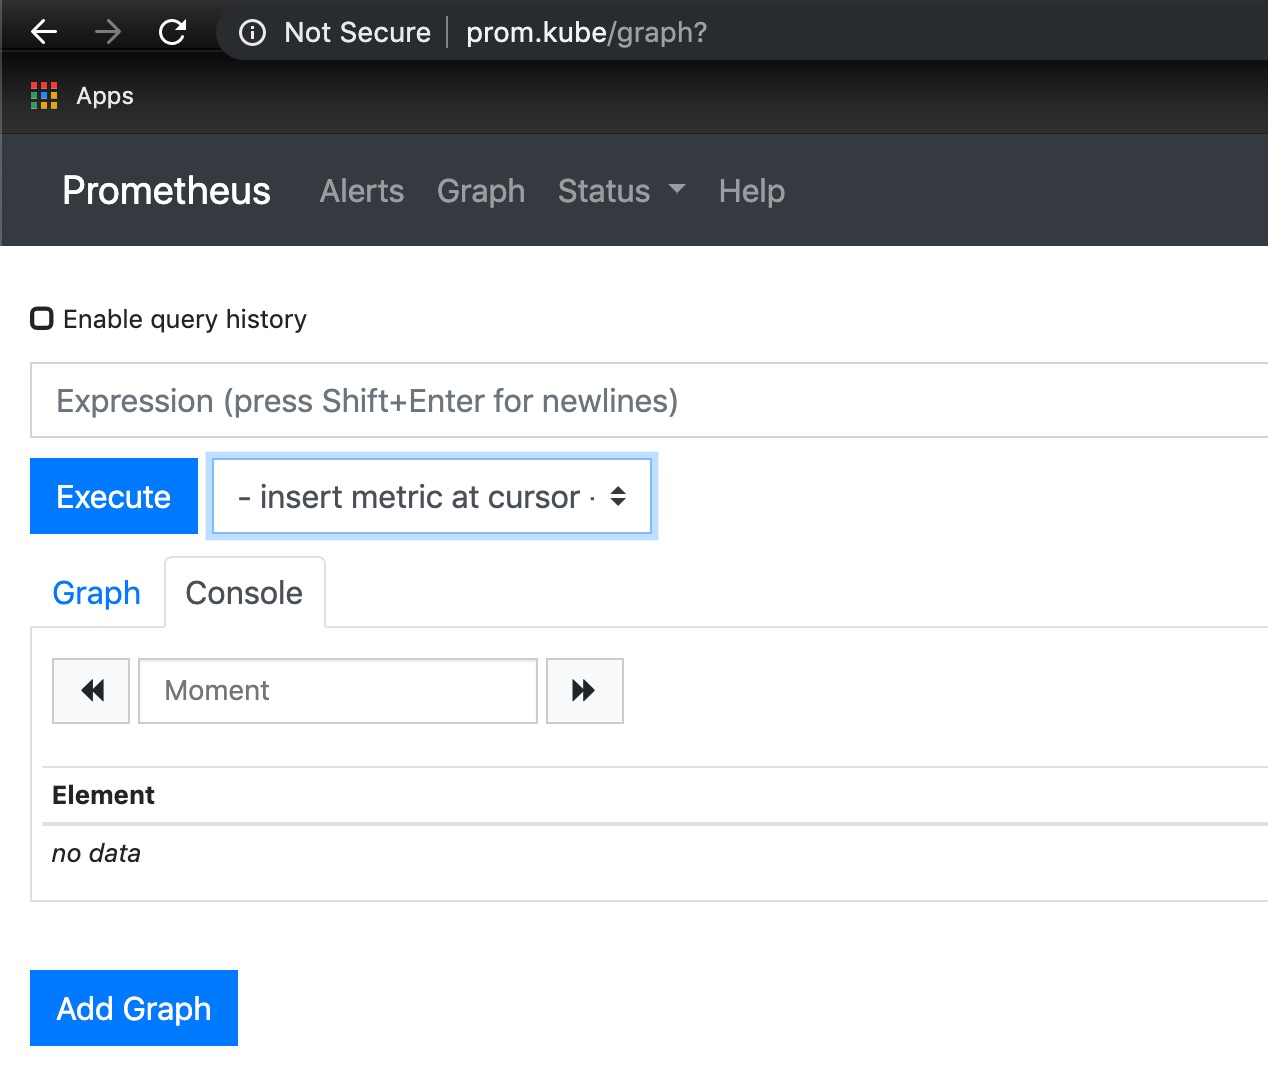 Not Secure prom.kube/graph?
Apps
Prometheus Alerts Graph Status Help
Enable query history
Expression (press Shift+Enter for newlines)
Execute - insert metric at cursor -
Graph Console
Moment
Element
no data
Add Graph